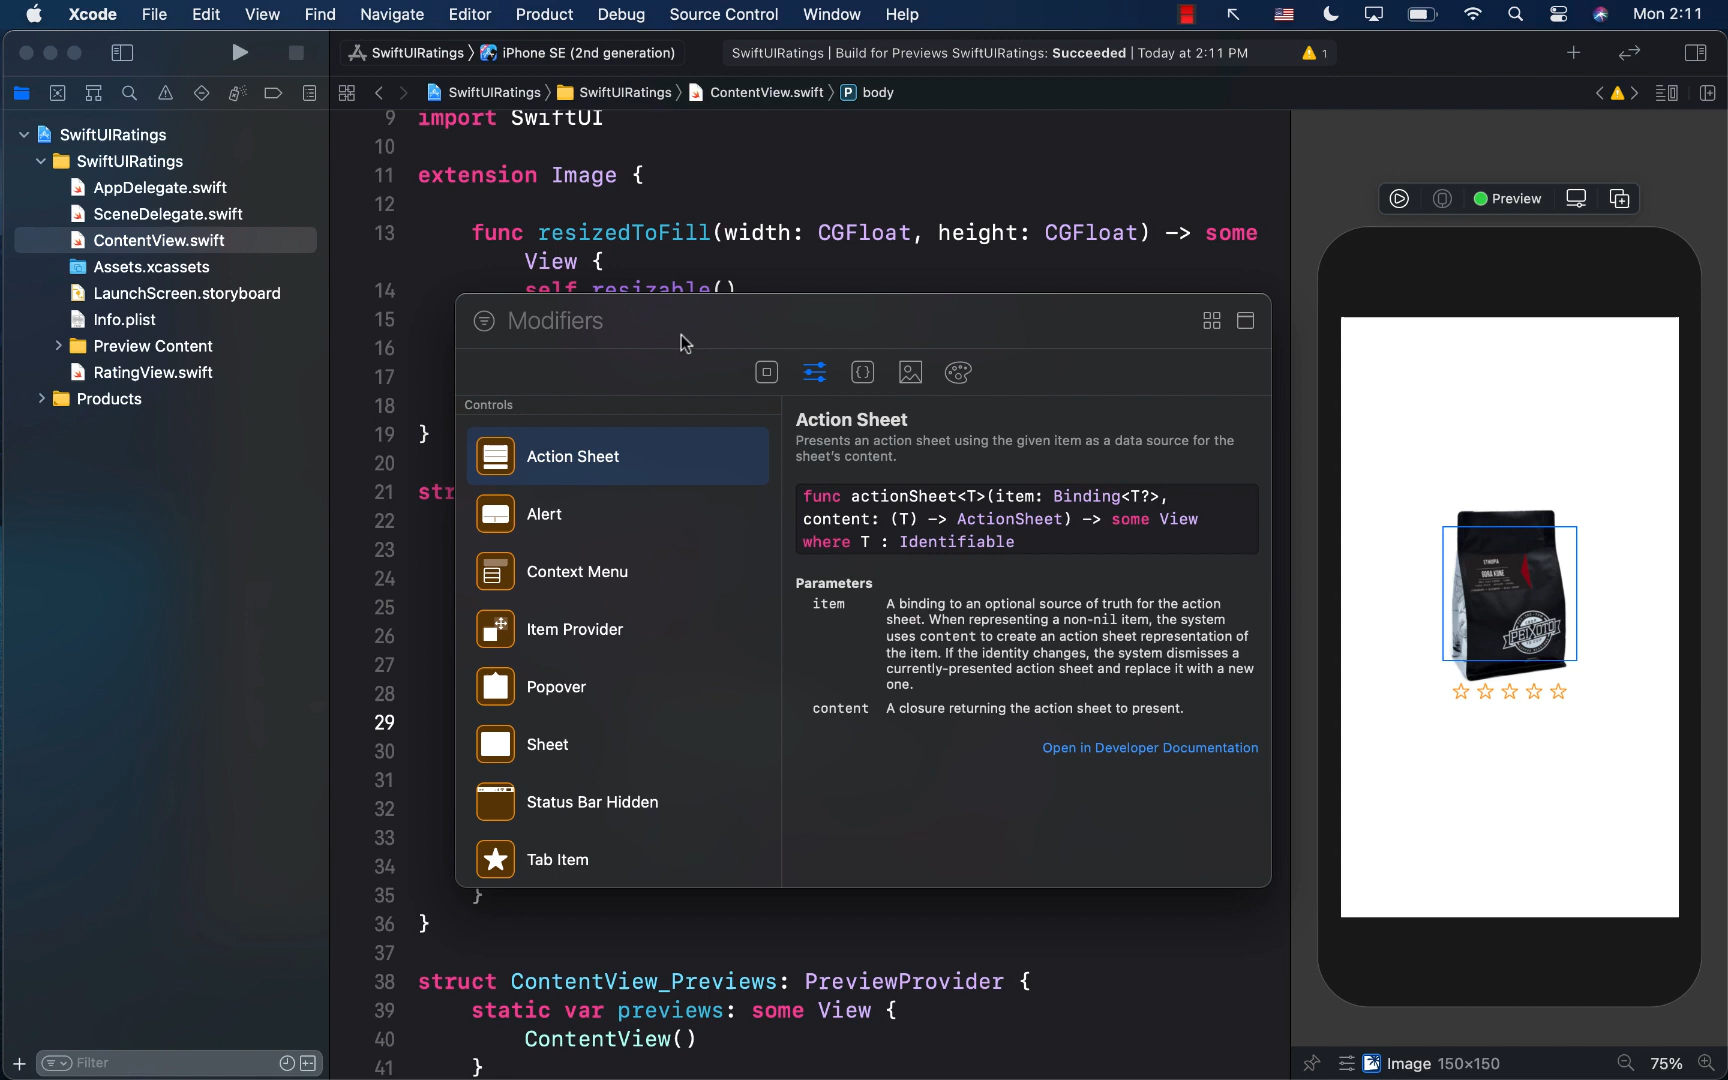 Xcode File Edit View Find Navigate Editor Product Debug Source Control Window Help Mon 2:11
SwiftUIRatings iPhone SE (2nd generation) SwiftUIRatings | Build for Previews SwiftUIRatings: Succeeded | Today at 2:11 PM 1
SwiftUIRatings SwiftUIRatings ContentView.swift P body
SwiftUIRatings
SwiftUIRatings
AppDelegate.swift
SceneDelegate.swift
ContentView.swift
Assets.xcassets
LaunchScreen.storyboard
Info.plist
Preview Content
RatingView.swift
Products
Filter
9 import SwiftUI
10
11 extension Image {
12
13 func resizedToFill(width: CGFloat, height: CGFloat) -> some
View {
14 self.resizable()
15
16
17
18
19 }
20
21 str
22
23
24
25
26
27
28
29
30
31
32
33
34
35 }
36 }
37
38 struct ContentView_Previews: PreviewProvider {
39 static var previews: some View {
40 ContentView()
41 }
Modifiers
Controls
Action Sheet
Alert
Context Menu
Item Provider
Popover
Sheet
Status Bar Hidden
Tab Item
Action Sheet
Presents an action sheet using the given item as a data source for the
sheet's content.
func actionSheet<T>(item: Binding<T?>,
content: (T) -> ActionSheet) -> some View
where T : Identifiable
Parameters
item A binding to an optional source of truth for the action
sheet. When representing a non-nil item, the system
uses content to create an action sheet representation of
the item. If the identity changes, the system dismisses a
currently-presented action sheet and replace it with a new
one.
content A closure returning the action sheet to present.
Open in Developer Documentation
Preview
ETHIOPIA
PEIXOTO
Image 150×150
75%